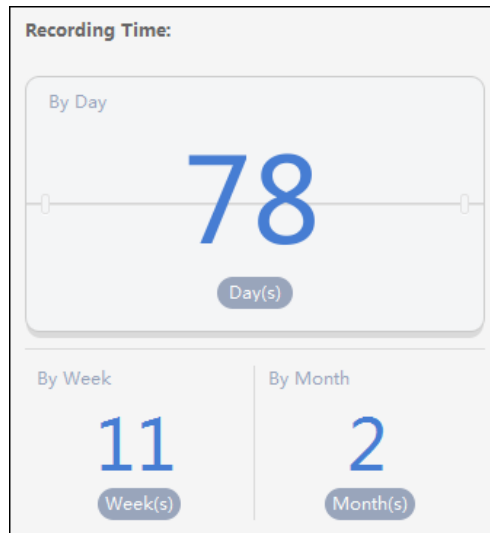 Recording Time:
By Day
78
Day(s)
By Week
By Month
11
2
Week(s)
Month(s)